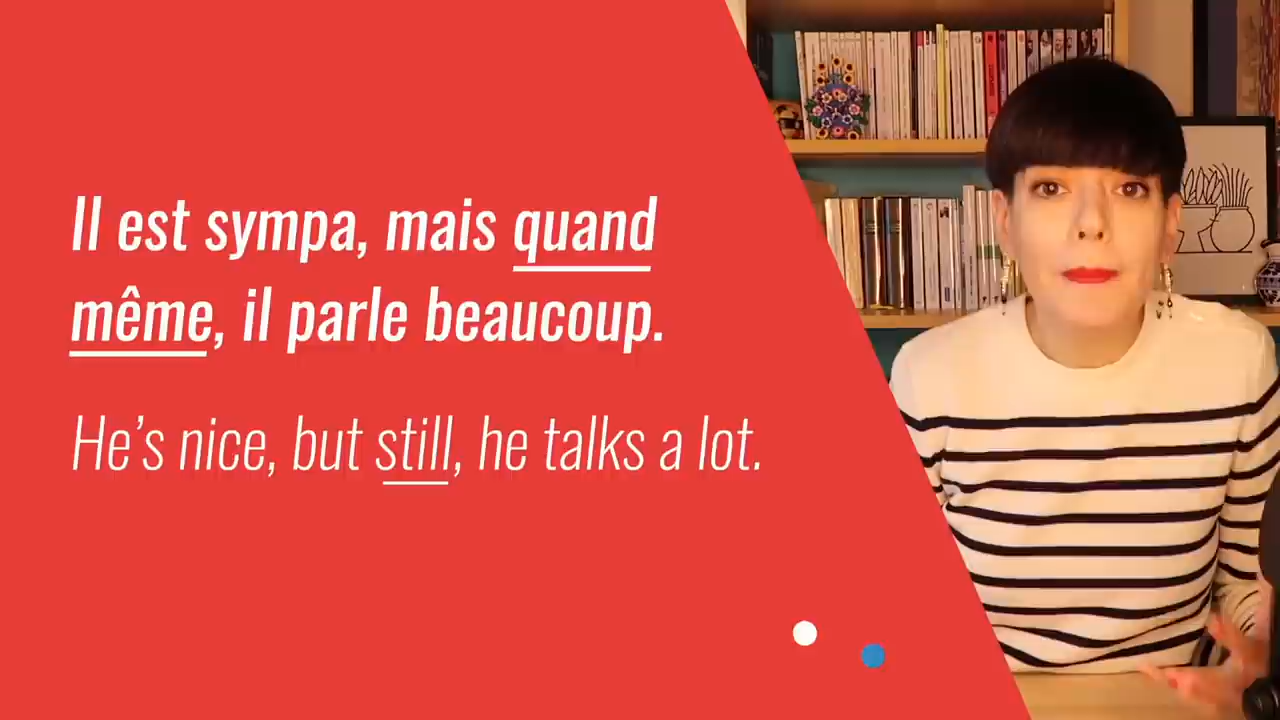 Il est sympa, mais quand
même, il parle beaucoup.
He's nice, but still, he talks a lot.